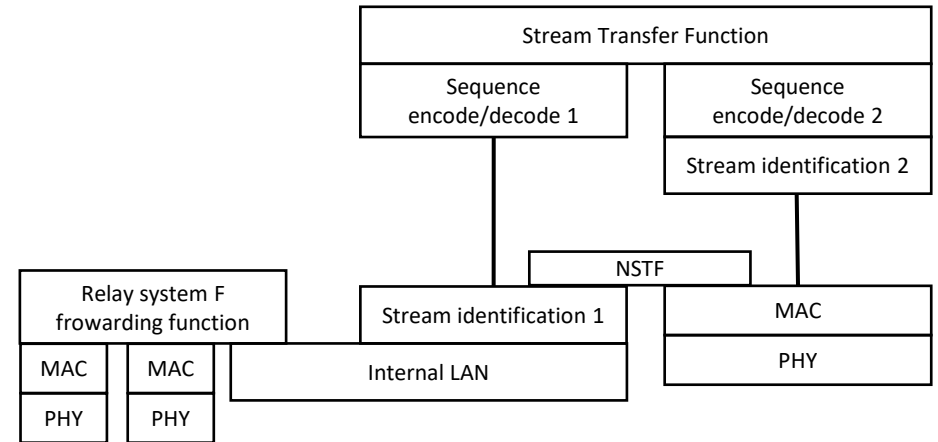 Stream Transfer Function
Sequence
encode/decode 1
Sequence
encode/decode 2
Stream identification 2
NSTF
Relay system F
frowarding function
Stream identification 1
MAC
MAC
MAC
Internal LAN
PHY
PHY
PHY